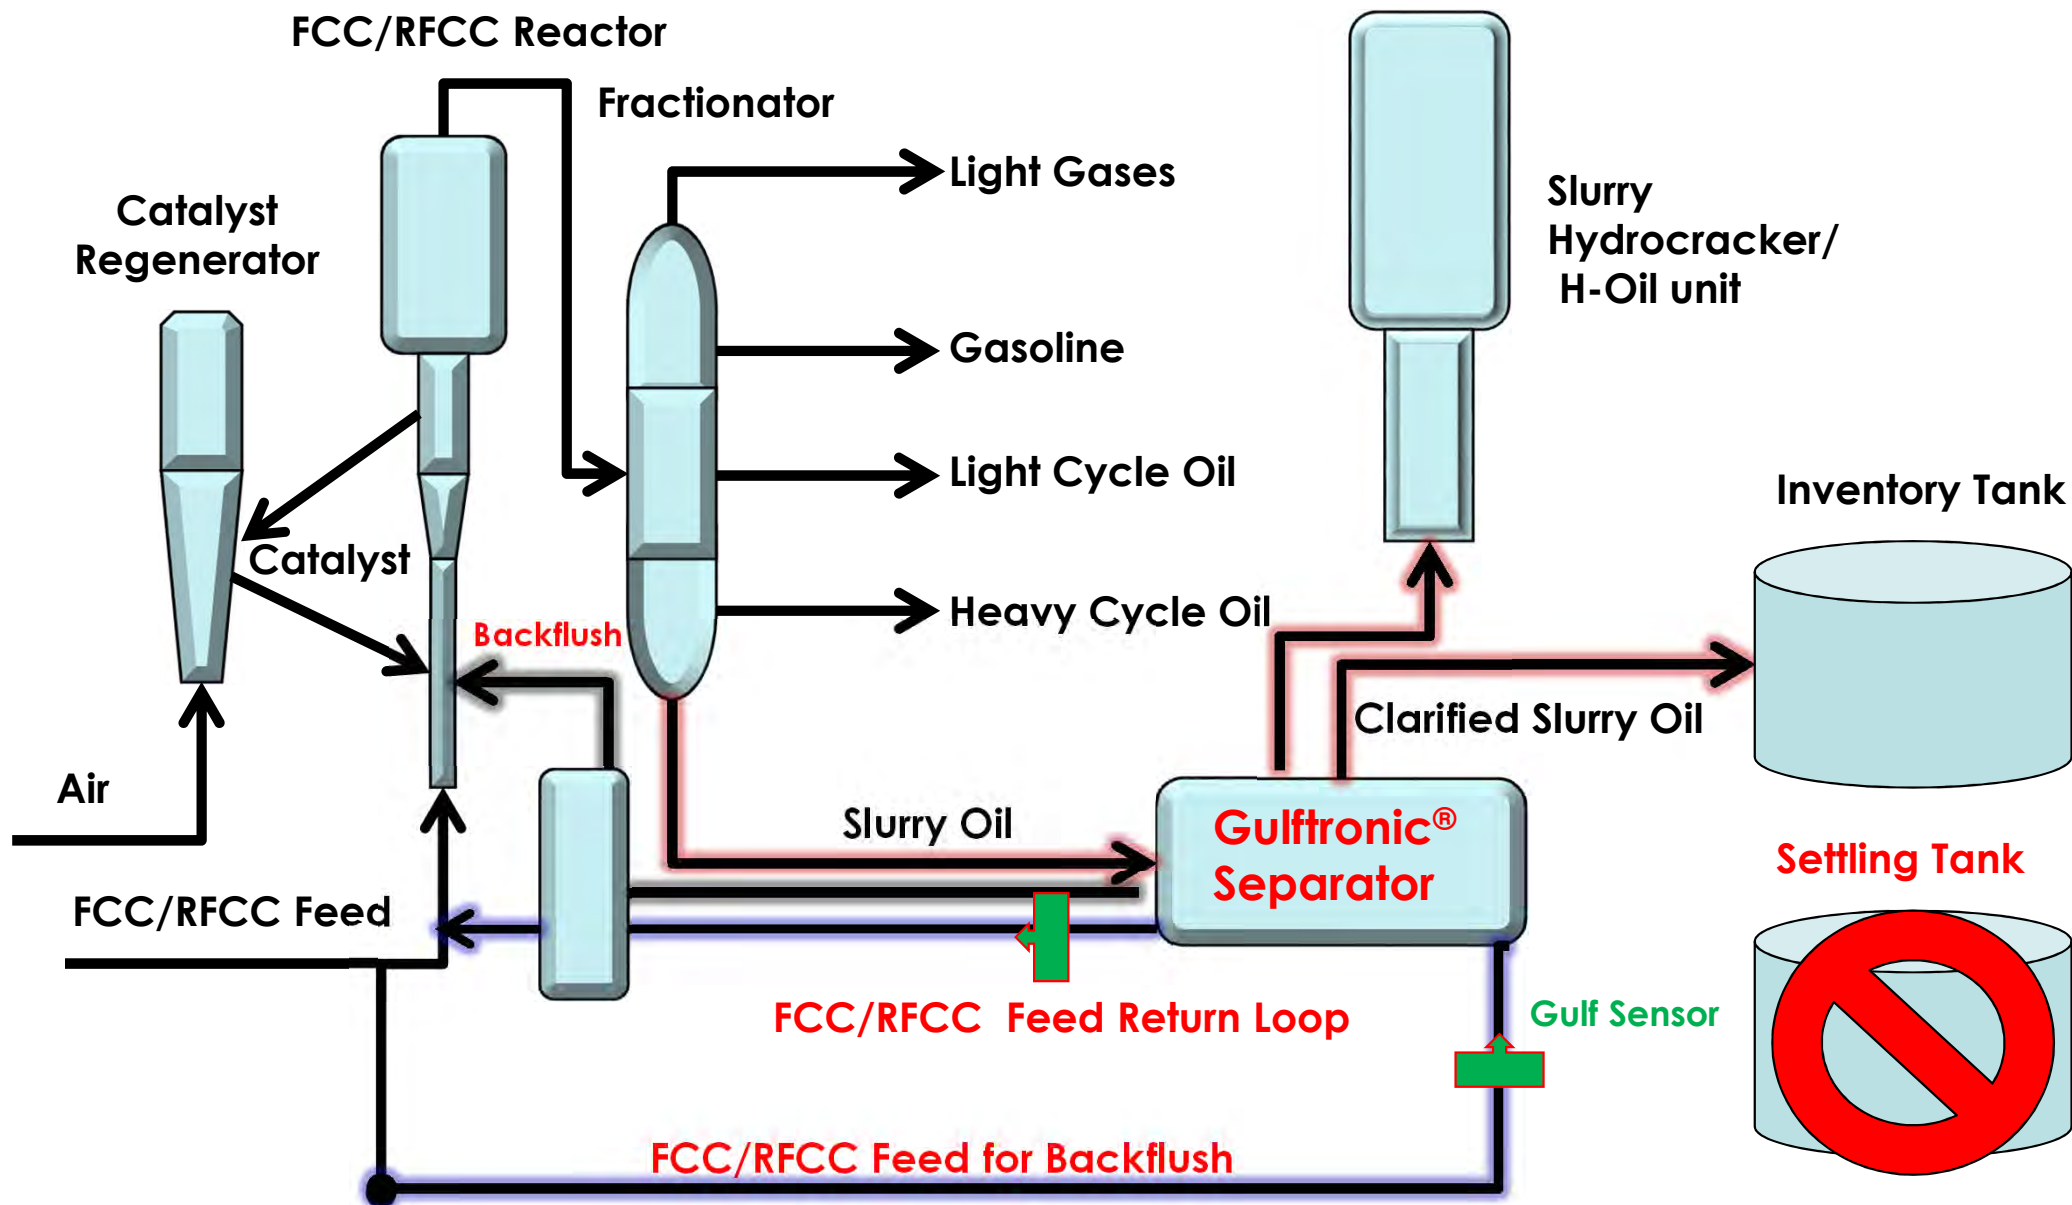 FCC/RFCC Reactor
Fractionator
Light Gases
Catalyst
Regenerator
Slurry
Hydrocracker/
H-Oil unit
Gasoline
Light Cycle Oil
Inventory Tank
Catalyst
Heavy Cycle Oil
Backflush
Clarified Slurry Oil
Air
Slurry Oil
Gulftronic®
Separator
Settling Tank
FCC/RFCC Feed
FCC/RFCC Feed Return Loop
Gulf Sensor
FCC/RFCC Feed for Backflush